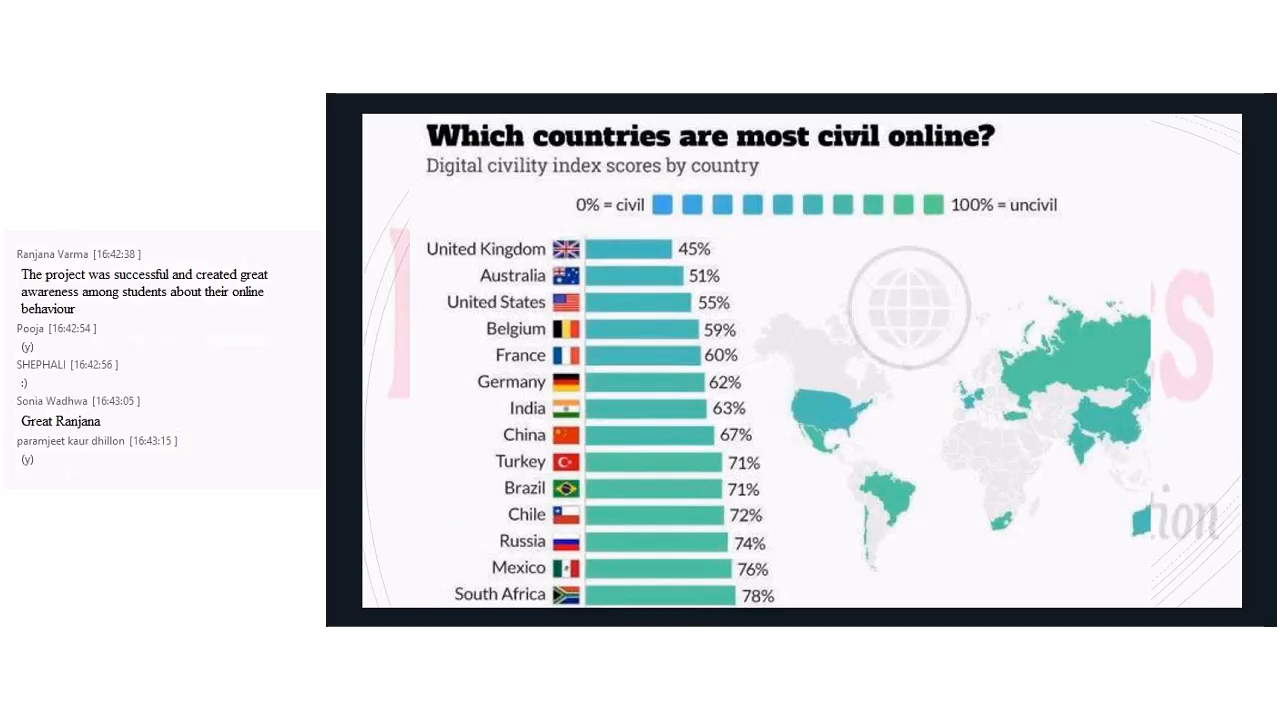 Ranjana Varma [16:42:38 ]
The project was successful and created great
awareness among students about their online
behaviour
Pooja [16:42:54 ]
(y)
SHEPHALI [16:42:56 ]
:)
Sonia Wadhwa [16:43:05 ]
Great Ranjana
paramjeet kaur dhillon [16:43:15 ]
(y)
Which countries are most civil online?
Digital civility index scores by country
0% = civil 100% = uncivil
United Kingdom 45%
Australia 51%
United States 55%
Belgium 59%
France 60%
Germany 62%
India 63%
China 67%
Turkey 71%
Brazil 71%
Chile 72%
Russia 74%
Mexico 76%
South Africa 78%